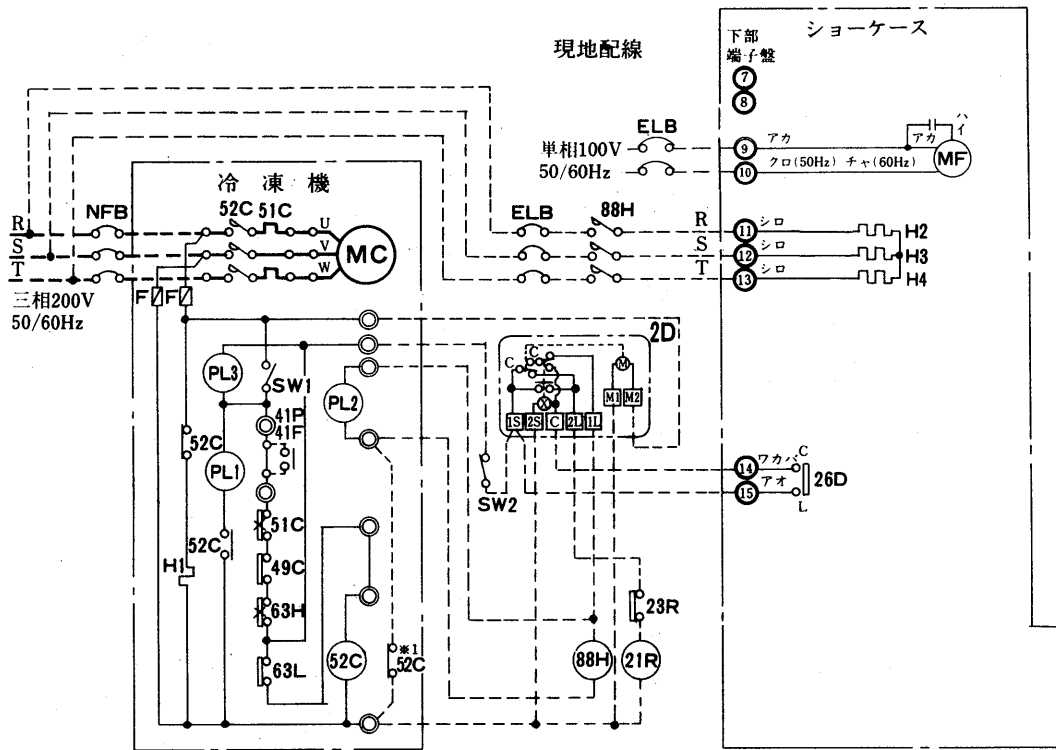 ショーケース
現地配線
下部
端子盤
7
8
ELB
単相100V
50/60Hz
9
アカ
アカ
ハイ
MF
10
クロ(50Hz) チャ(60Hz)
冷凍機
NFB
52C
51C
U
V
W
MC
R
S
T
三相200V
50/60Hz
F
F
ELB
88H
R
S
T
11
シロ
12
シロ
13
シロ
H2
H3
H4
2D
C
C
M
M1
M2
X
1S
2S
C
2L
1L
PL3
SW1
PL2
41P
41F
52C
PL1
51C
52C
49C
H1
63H
63L
52C
※1
52C
SW2
14
ワカバ
C
15
アオ
L
26D
23R
88H
21R